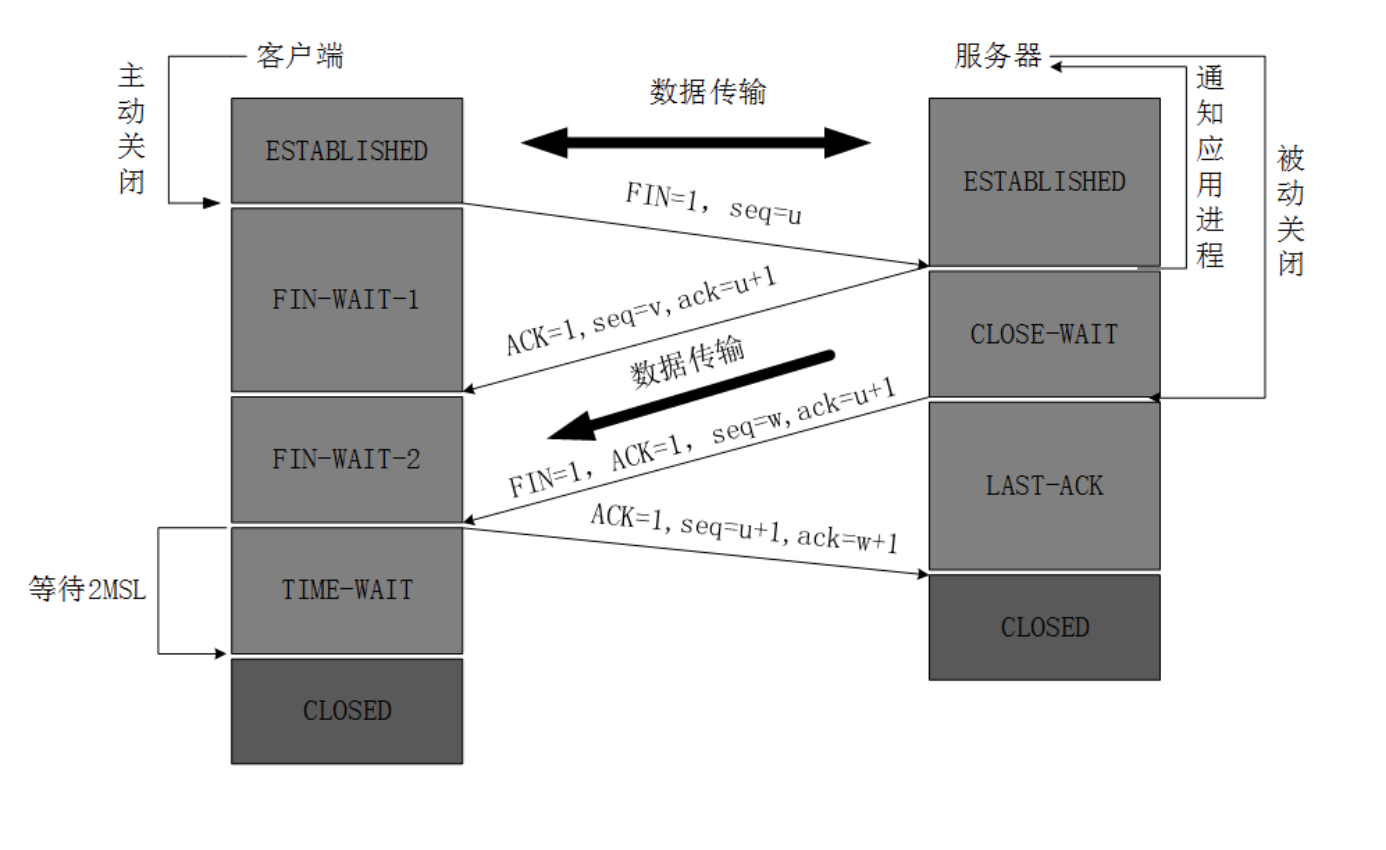 客户端
服务器
主动关闭
数据传输
通知应用进程
被动关闭
ESTABLISHED
ESTABLISHED
FIN=1, seq=u
FIN-WAIT-1
ACK=1,seq=v,ack=u+1
CLOSE-WAIT
数据传输
FIN=1, ACK=1, seq=w,ack=u+1
FIN-WAIT-2
LAST-ACK
ACK=1,seq=u+1,ack=w+1
等待2MSL
TIME-WAIT
CLOSED
CLOSED